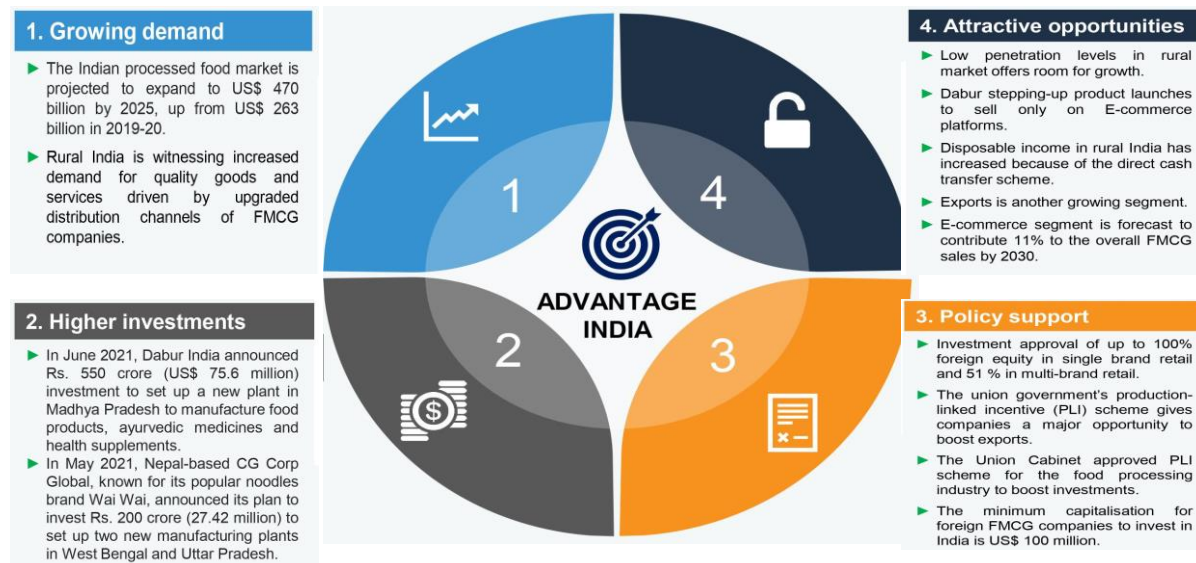 1. Growing demand
► The Indian processed food market is
projected to expand to US$ 470
billion by 2025, up from US$ 263
billion in 2019-20.
► Rural India is witnessing increased
demand for quality goods and
services driven by upgraded
distribution channels of FMCG
companies.
2. Higher investments
► In June 2021, Dabur India announced
Rs. 550 crore (US$ 75.6 million)
investment to set up a new plant in
Madhya Pradesh to manufacture food
products, ayurvedic medicines and
health supplements.
► In May 2021, Nepal-based CG Corp
Global, known for its popular noodles
brand Wai Wai, announced its plan to
invest Rs. 200 crore (27.42 million) to
set up two new manufacturing plants
in West Bengal and Uttar Pradesh.
1
4
ADVANTAGE
INDIA
2
3
$
4. Attractive opportunities
► Low penetration levels in rural
market offers room for growth.
► Dabur stepping-up product launches
to sell only on E-commerce
platforms.
► Disposable income in rural India has
increased because of the direct cash
transfer scheme.
► Exports is another growing segment.
► E-commerce segment is forecast to
contribute 11% to the overall FMCG
sales by 2030.
3. Policy support
► Investment approval of up to 100%
foreign equity in single brand retail
and 51 % in multi-brand retail.
► The union government's production-
linked incentive (PLI) scheme gives
companies a major opportunity to
boost exports.
► The Union Cabinet approved PLI
scheme for the food processing
industry to boost investments.
► The minimum capitalisation for
foreign FMCG companies to invest in
India is US$ 100 million.